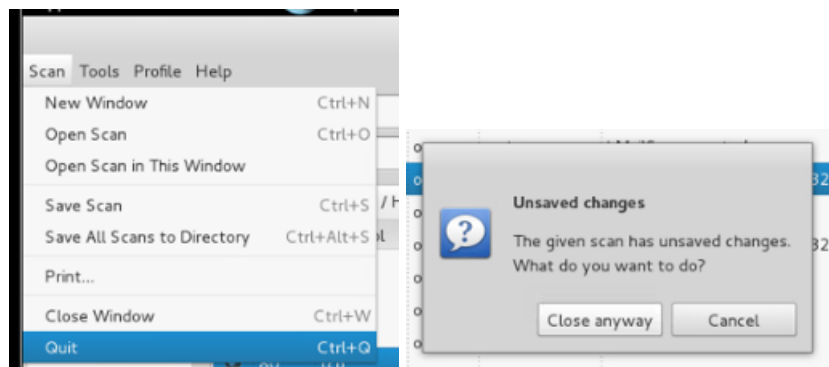 Scan Tools Profile Help
New Window Ctrl+N
Open Scan Ctrl+O
Open Scan in This Window
Save Scan Ctrl+S
Save All Scans to Directory Ctrl+Alt+S
Print...
Close Window Ctrl+W
Quit Ctrl+Q
Unsaved changes
The given scan has unsaved changes.
What do you want to do?
Close anyway Cancel